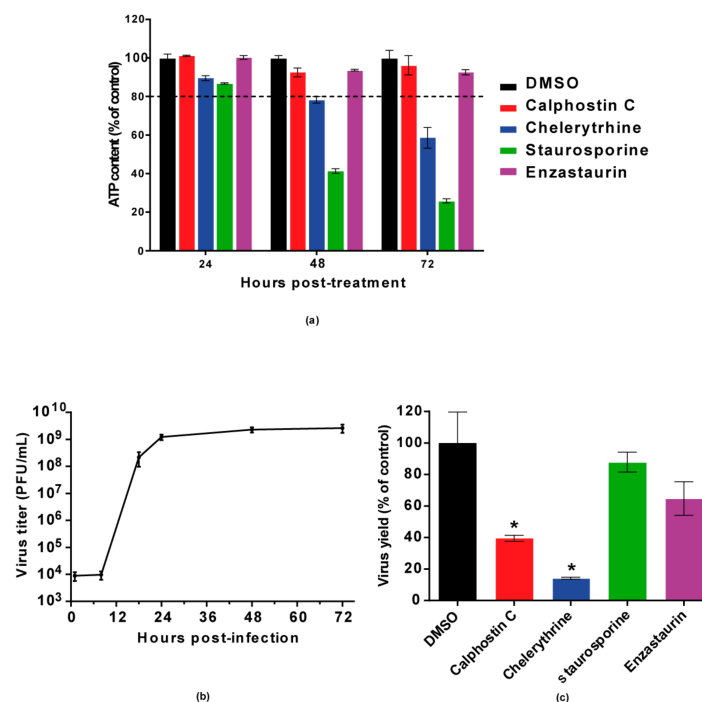 120
100
80
60
40
20
0
ATP content (% of control)
24
48
72
Hours post-treatment
DMSO
Calphostin C
Chelerytrhine
Staurosporine
Enzastaurin
(a)
10^10
10^9
10^8
10^7
10^6
10^5
10^4
10^3
Virus titer (PFU/mL)
0 12 24 36 48 60 72
Hours post-infection
(b)
120
100
80
60
40
20
0
Virus yield (% of control)
*
*
DMSO
Calphostin C
Chelerythrine
staurosporine
Enzastaurin
(c)